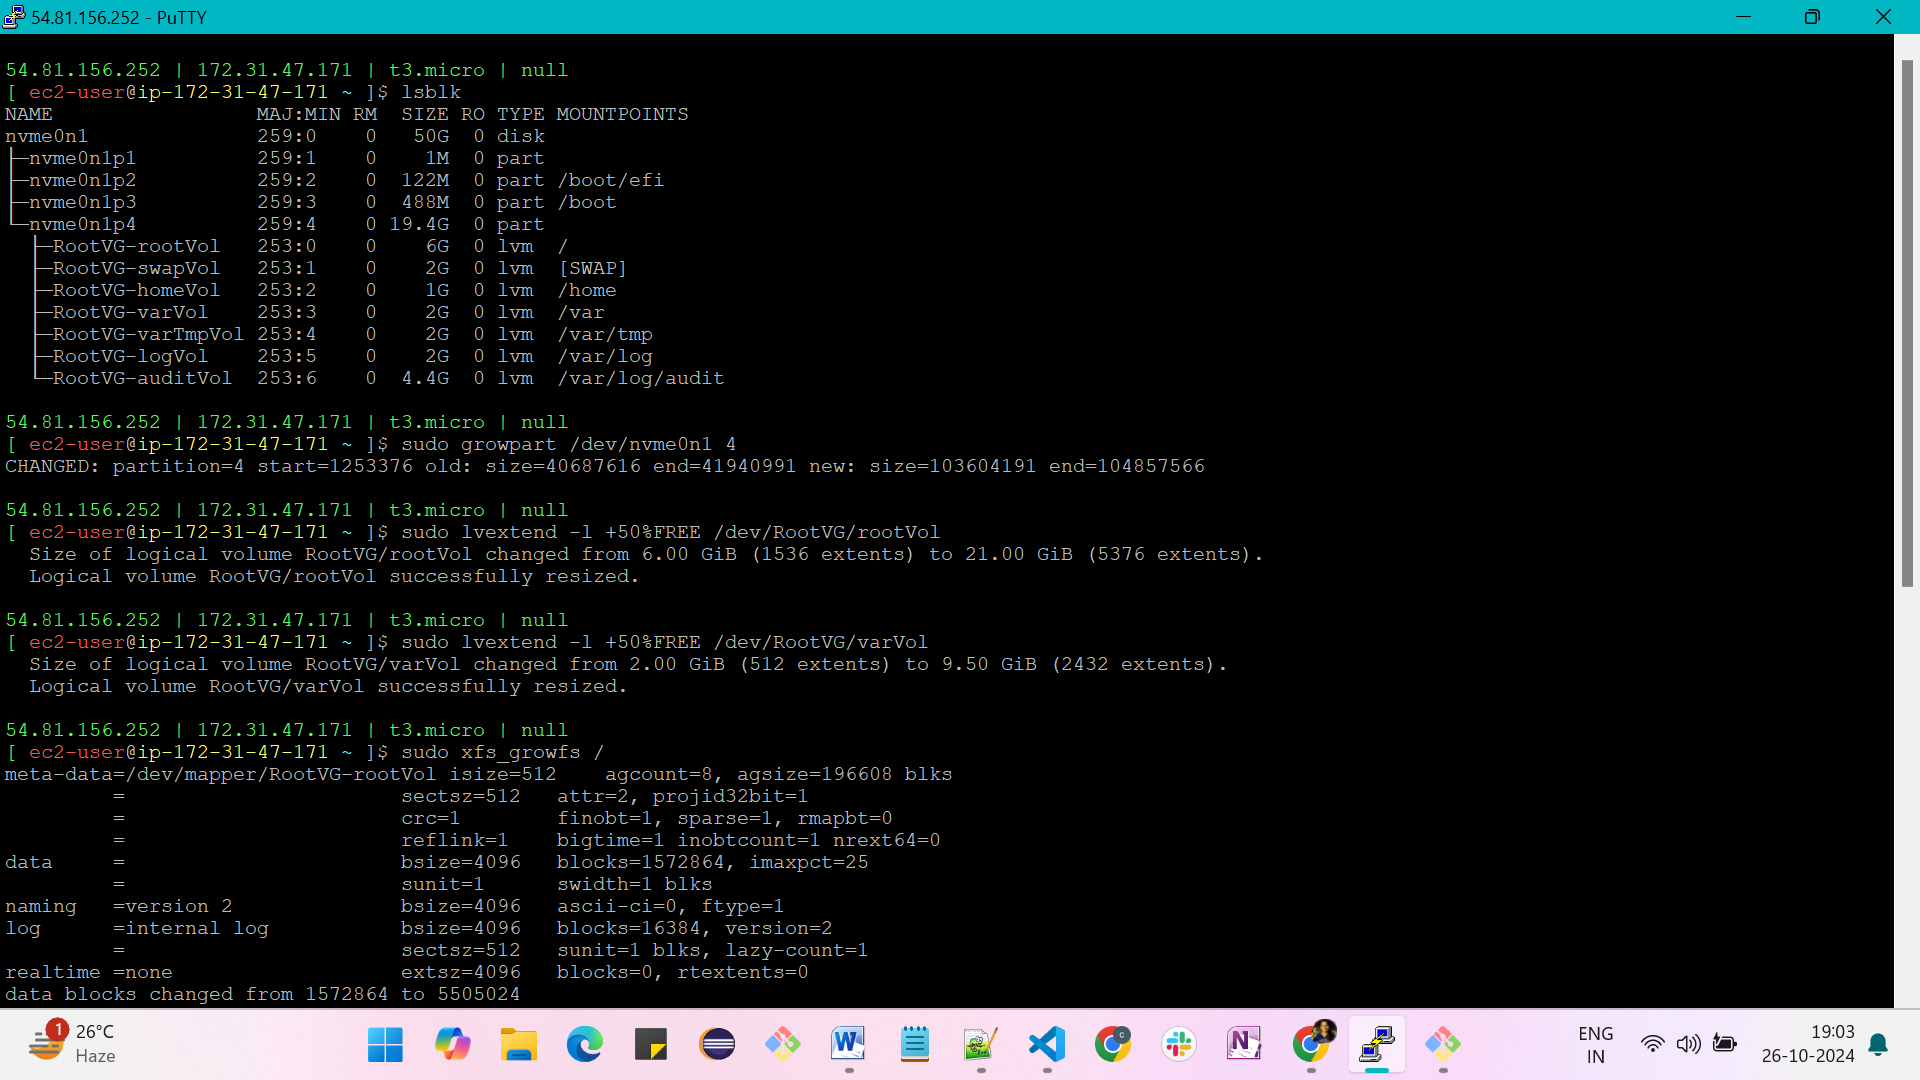 54.81.156.252 - PuTTY
54.81.156.252 | 172.31.47.171 | t3.micro | null
[ ec2-user@ip-172-31-47-171 ~ ]$ lsblk
NAME                 MAJ:MIN RM  SIZE RO TYPE MOUNTPOINTS
nvme0n1              259:0    0   50G  0 disk
├─nvme0n1p1          259:1    0    1M  0 part
├─nvme0n1p2          259:2    0  122M  0 part /boot/efi
├─nvme0n1p3          259:3    0  488M  0 part /boot
└─nvme0n1p4          259:4    0 19.4G  0 part
  ├─RootVG-rootVol   253:0    0    6G  0 lvm  /
  ├─RootVG-swapVol   253:1    0    2G  0 lvm  [SWAP]
  ├─RootVG-homeVol   253:2    0    1G  0 lvm  /home
  ├─RootVG-varVol    253:3    0    2G  0 lvm  /var
  ├─RootVG-varTmpVol 253:4    0    2G  0 lvm  /var/tmp
  ├─RootVG-logVol    253:5    0    2G  0 lvm  /var/log
  └─RootVG-auditVol  253:6    0  4.4G  0 lvm  /var/log/audit
54.81.156.252 | 172.31.47.171 | t3.micro | null
[ ec2-user@ip-172-31-47-171 ~ ]$ sudo growpart /dev/nvme0n1 4
CHANGED: partition=4 start=1253376 old: size=40687616 end=41940991 new: size=103604191 end=104857566
54.81.156.252 | 172.31.47.171 | t3.micro | null
[ ec2-user@ip-172-31-47-171 ~ ]$ sudo lvextend -l +50%FREE /dev/RootVG/rootVol
  Size of logical volume RootVG/rootVol changed from 6.00 GiB (1536 extents) to 21.00 GiB (5376 extents).
  Logical volume RootVG/rootVol successfully resized.
54.81.156.252 | 172.31.47.171 | t3.micro | null
[ ec2-user@ip-172-31-47-171 ~ ]$ sudo lvextend -l +50%FREE /dev/RootVG/varVol
  Size of logical volume RootVG/varVol changed from 2.00 GiB (512 extents) to 9.50 GiB (2432 extents).
  Logical volume RootVG/varVol successfully resized.
54.81.156.252 | 172.31.47.171 | t3.micro | null
[ ec2-user@ip-172-31-47-171 ~ ]$ sudo xfs_growfs /
meta-data=/dev/mapper/RootVG-rootVol isize=512    agcount=8, agsize=196608 blks
         =                       sectsz=512   attr=2, projid32bit=1
         =                       crc=1        finobt=1, sparse=1, rmapbt=0
         =                       reflink=1    bigtime=1 inobtcount=1 nrext64=0
data     =                       bsize=4096   blocks=1572864, imaxpct=25
         =                       sunit=1      swidth=1 blks
naming   =version 2              bsize=4096   ascii-ci=0, ftype=1
log      =internal log           bsize=4096   blocks=16384, version=2
         =                       sectsz=512   sunit=1 blks, lazy-count=1
realtime =none                   extsz=4096   blocks=0, rtextents=0
data blocks changed from 1572864 to 5505024
1
26°C
Haze
W
N
c
ENG
IN
19:03
26-10-2024